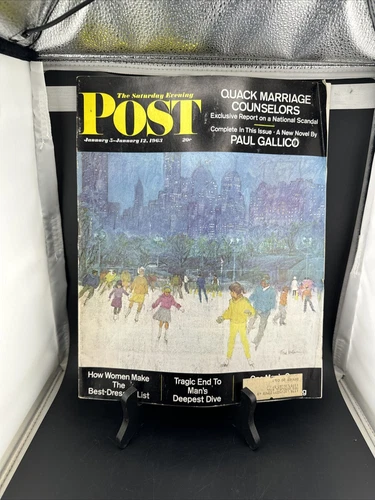 The Saturday Evening
POST
January 5-January 12, 1963 20c
QUACK MARRIAGE
COUNSELORS
Exclusive Report on a National Scandal
Complete in This Issue · A New Novel By
PAUL GALLICO
How Women Make
The
Best-Dressed List
Tragic End To
Man's
Deepest Dive